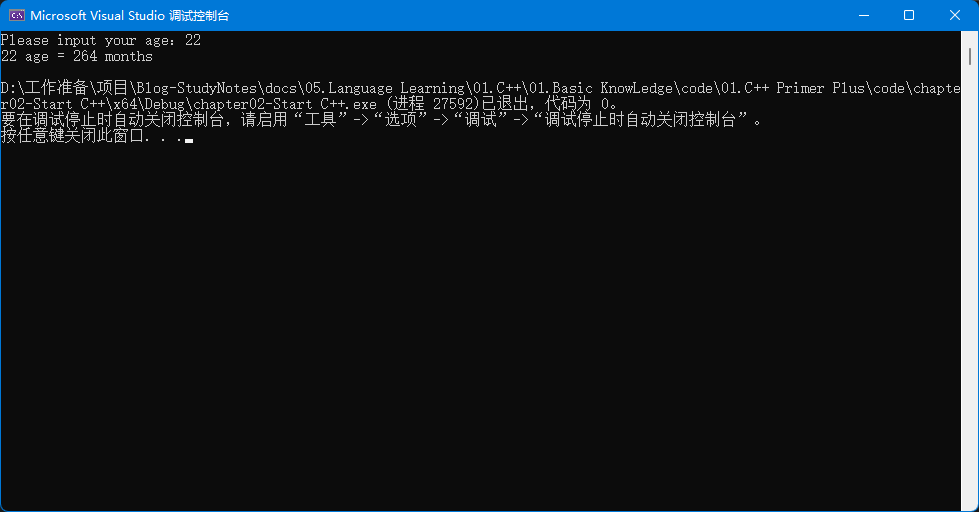 Microsoft Visual Studio 调试控制台
Please input your age: 22
22 age = 264 months
D:\工作准备\项目\Blog-StudyNotes\docs\05.Language Learning\01.C++\01.Basic KnowLedge\code\01.C++ Primer Plus\code\chapte
r02-Start C++\x64\Debug\chapter02-Start C++.exe (进程 27592)已退出，代码为 0。
要在调试停止时自动关闭控制台，请启用“工具”->“选项”->“调试”->“调试停止时自动关闭控制台”。
按任意键关闭此窗口. . .